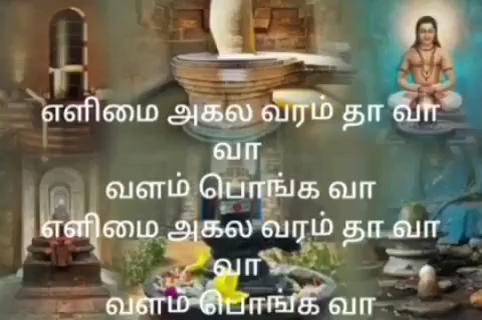 எளிமை அகல வரம் தா வா
வா
வளம் பொங்க வா
எளிமை அகல வரம் தா வா
வா
வளம் பொங்க வா